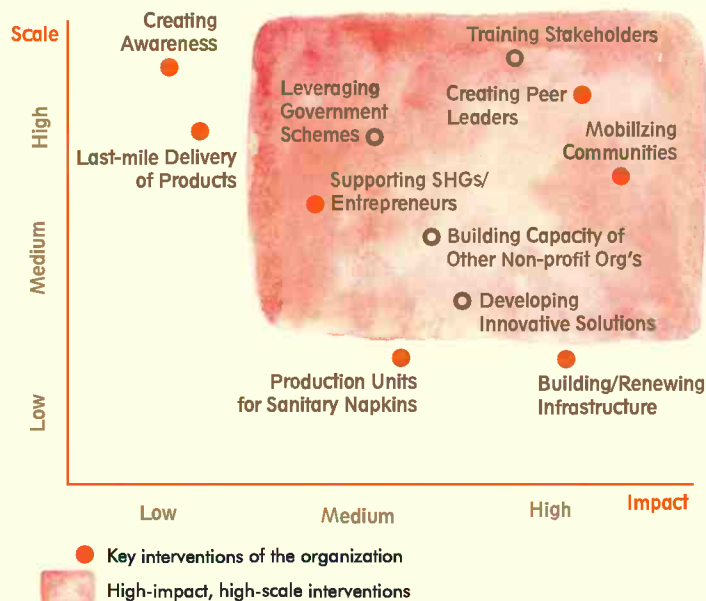 Scale
High
Medium
Low
Creating
Awareness
Last-mile Delivery
of Products
Leveraging
Government
Schemes
Training Stakeholders
Creating Peer
Leaders
Mobilizing
Communities
Supporting SHGs/
Entrepreneurs
Building Capacity of
Other Non-profit Org's
Developing
Innovative Solutions
Production Units
for Sanitary Napkins
Building/Renewing
Infrastructure
Low
Medium
High
Impact
Key interventions of the organization
High-impact, high-scale interventions